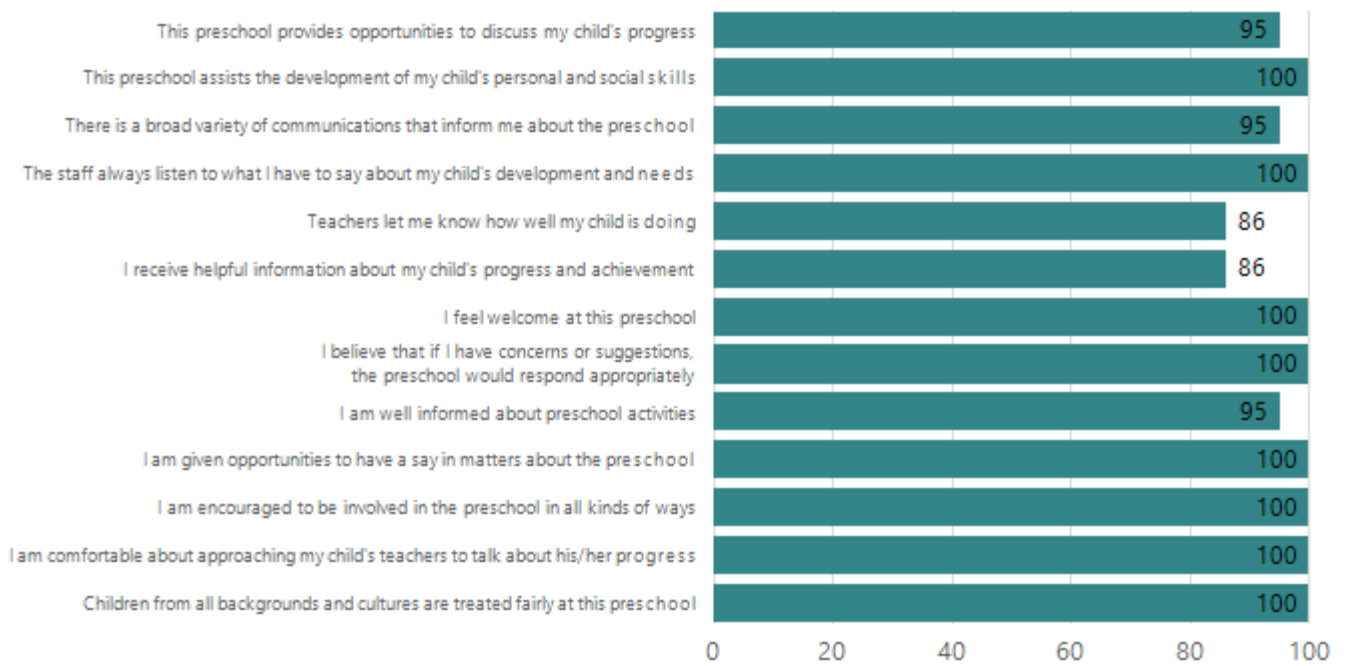 This preschool provides opportunities to discuss my child's progress 95
This preschool assists the development of my child's personal and social skills 100
There is a broad variety of communications that inform me about the preschool 95
The staff always listen to what I have to say about my child's development and needs 100
Teachers let me know how well my child is doing 86
I receive helpful information about my child's progress and achievement 86
I feel welcome at this preschool 100
I believe that if I have concerns or suggestions,
the preschool would respond appropriately 100
I am well informed about preschool activities 95
I am given opportunities to have a say in matters about the preschool 100
I am encouraged to be involved in the preschool in all kinds of ways 100
I am comfortable about approaching my child's teachers to talk about his/her progress 100
Children from all backgrounds and cultures are treated fairly at this preschool 100
0 20 40 60 80 100